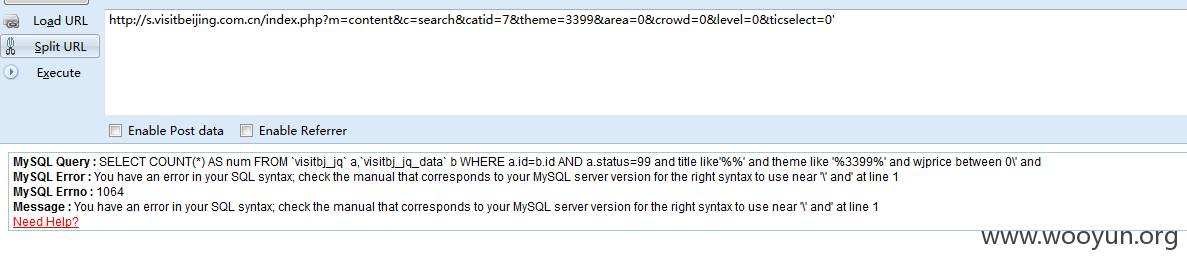 Load URL
http://s.visitbeijing.com.cn/index.php?m=content&c=search&catid=7&theme=3399&area=0&crowd=0&level=0&ticselect=0'
Split URL
Execute
Enable Post data Enable Referrer
MySQL Query : SELECT COUNT(*) AS num FROM `visitbj_jq` a,`visitbj_jq_data` b WHERE a.id=b.id AND a.status=99 and title like'%%' and theme like '%3399%' and wjprice between 0\' and
MySQL Error : You have an error in your SQL syntax; check the manual that corresponds to your MySQL server version for the right syntax to use near '\' and' at line 1
MySQL Errno : 1064
Message : You have an error in your SQL syntax; check the manual that corresponds to your MySQL server version for the right syntax to use near '\' and' at line 1
Need Help?
www.wooyun.org